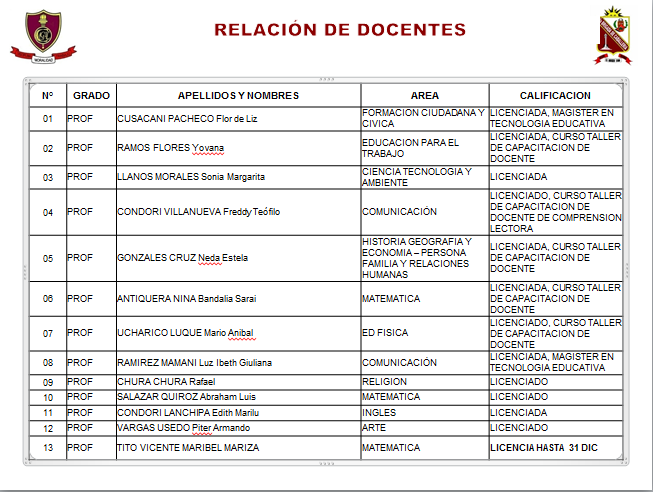 RELACIÓN DE DOCENTES
MORALIDAD
Nº GRADO APELLIDOS Y NOMBRES AREA CALIFICACION
01 PROF CUSACANI PACHECO Flor de Liz FORMACION CIUDADANA Y CIVICA LICENCIADA, MAGISTER EN TECNOLOGIA EDUCATIVA
02 PROF RAMOS FLORES Yovana EDUCACION PARA EL TRABAJO LICENCIADA, CURSO TALLER DE CAPACITACION DE DOCENTE
03 PROF LLANOS MORALES Sonia Margarita CIENCIA TECNOLOGIA Y AMBIENTE LICENCIADA
04 PROF CONDORI VILLANUEVA Freddy Teófilo COMUNICACIÓN LICENCIADO, CURSO TALLER DE CAPACITACION DE DOCENTE DE COMPRENSION LECTORA
05 PROF GONZALES CRUZ Neda Estela HISTORIA GEOGRAFIA Y ECONOMIA – PERSONA FAMILIA Y RELACIONES HUMANAS LICENCIADA, CURSO TALLER DE CAPACITACION DE DOCENTE
06 PROF ANTIQUERA NINA Bandalia Sarai MATEMATICA LICENCIADA, CURSO TALLER DE CAPACITACION DE DOCENTE
07 PROF UCHARICO LUQUE Mario Anibal ED FISICA LICENCIADO, CURSO TALLER DE CAPACITACION DE DOCENTE
08 PROF RAMIREZ MAMANI Luz Ibeth Giuliana COMUNICACIÓN LICENCIADA, MAGISTER EN TECNOLOGIA EDUCATIVA
09 PROF CHURA CHURA Rafael RELIGION LICENCIADO
10 PROF SALAZAR QUIROZ Abraham Luis MATEMATICA LICENCIADO
11 PROF CONDORI LANCHIPA Edith Marilu INGLES LICENCIADA
12 PROF VARGAS USEDO Piter Armando ARTE LICENCIADO
13 PROF TITO VICENTE MARIBEL MARIZA MATEMATICA LICENCIA HASTA 31 DIC